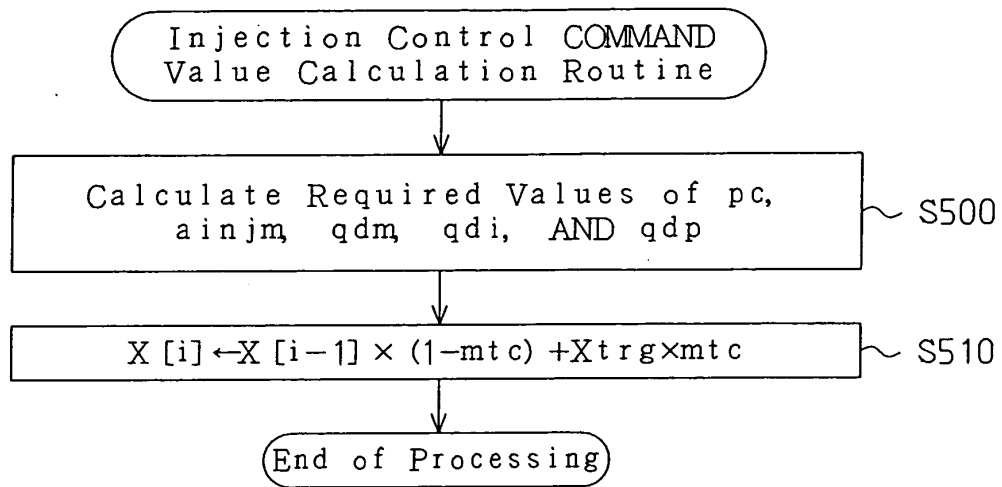 Injection Control COMMAND
Value Calculation Routine
Calculate Required Values of pc,
ainjm, qdm, qdi, AND qdp
S500
X [i] ←X [i-1] × (1-mtc) +Xtrg×mtc
S510
End of Processing